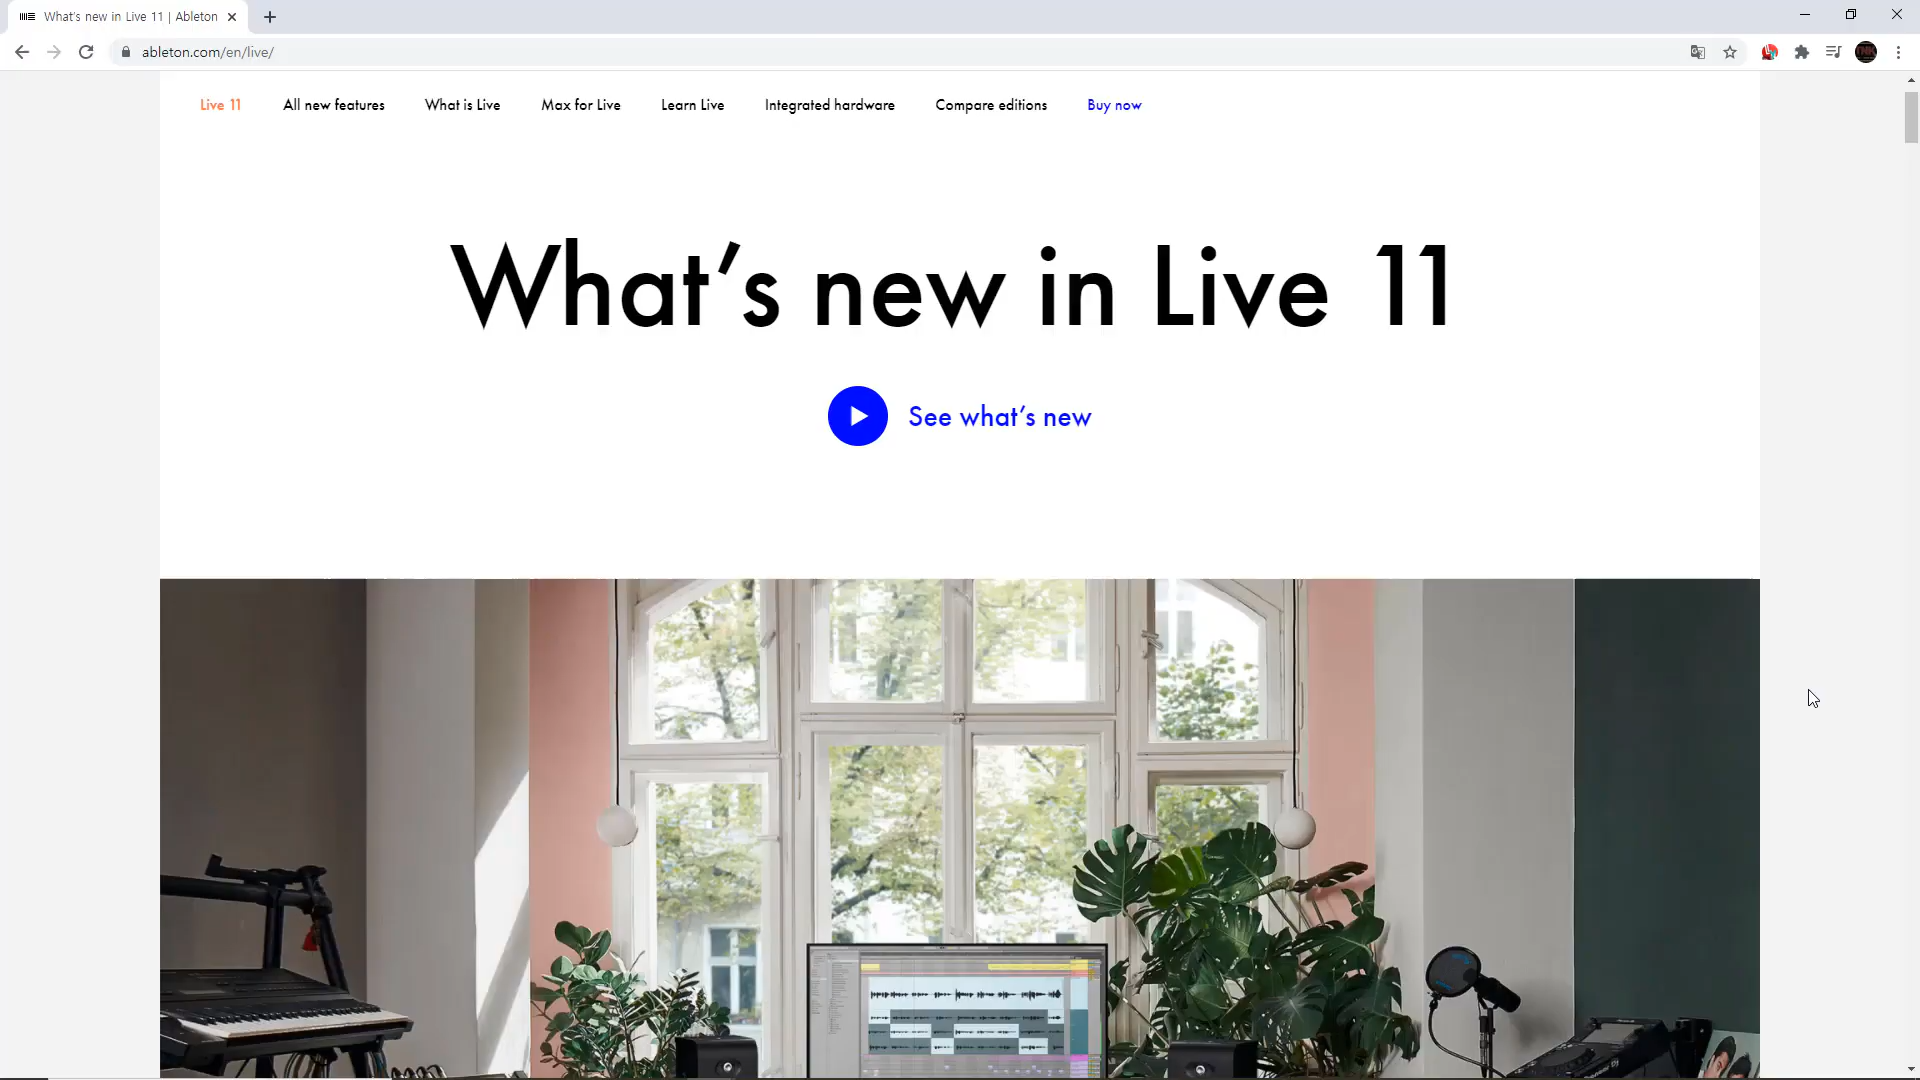 What's new in Live 11 | Ableton
ableton.com/en/live/
Live 11 All new features What is Live Max for Live Learn Live Integrated hardware Compare editions Buy now
What’s new in Live 11
See what’s new